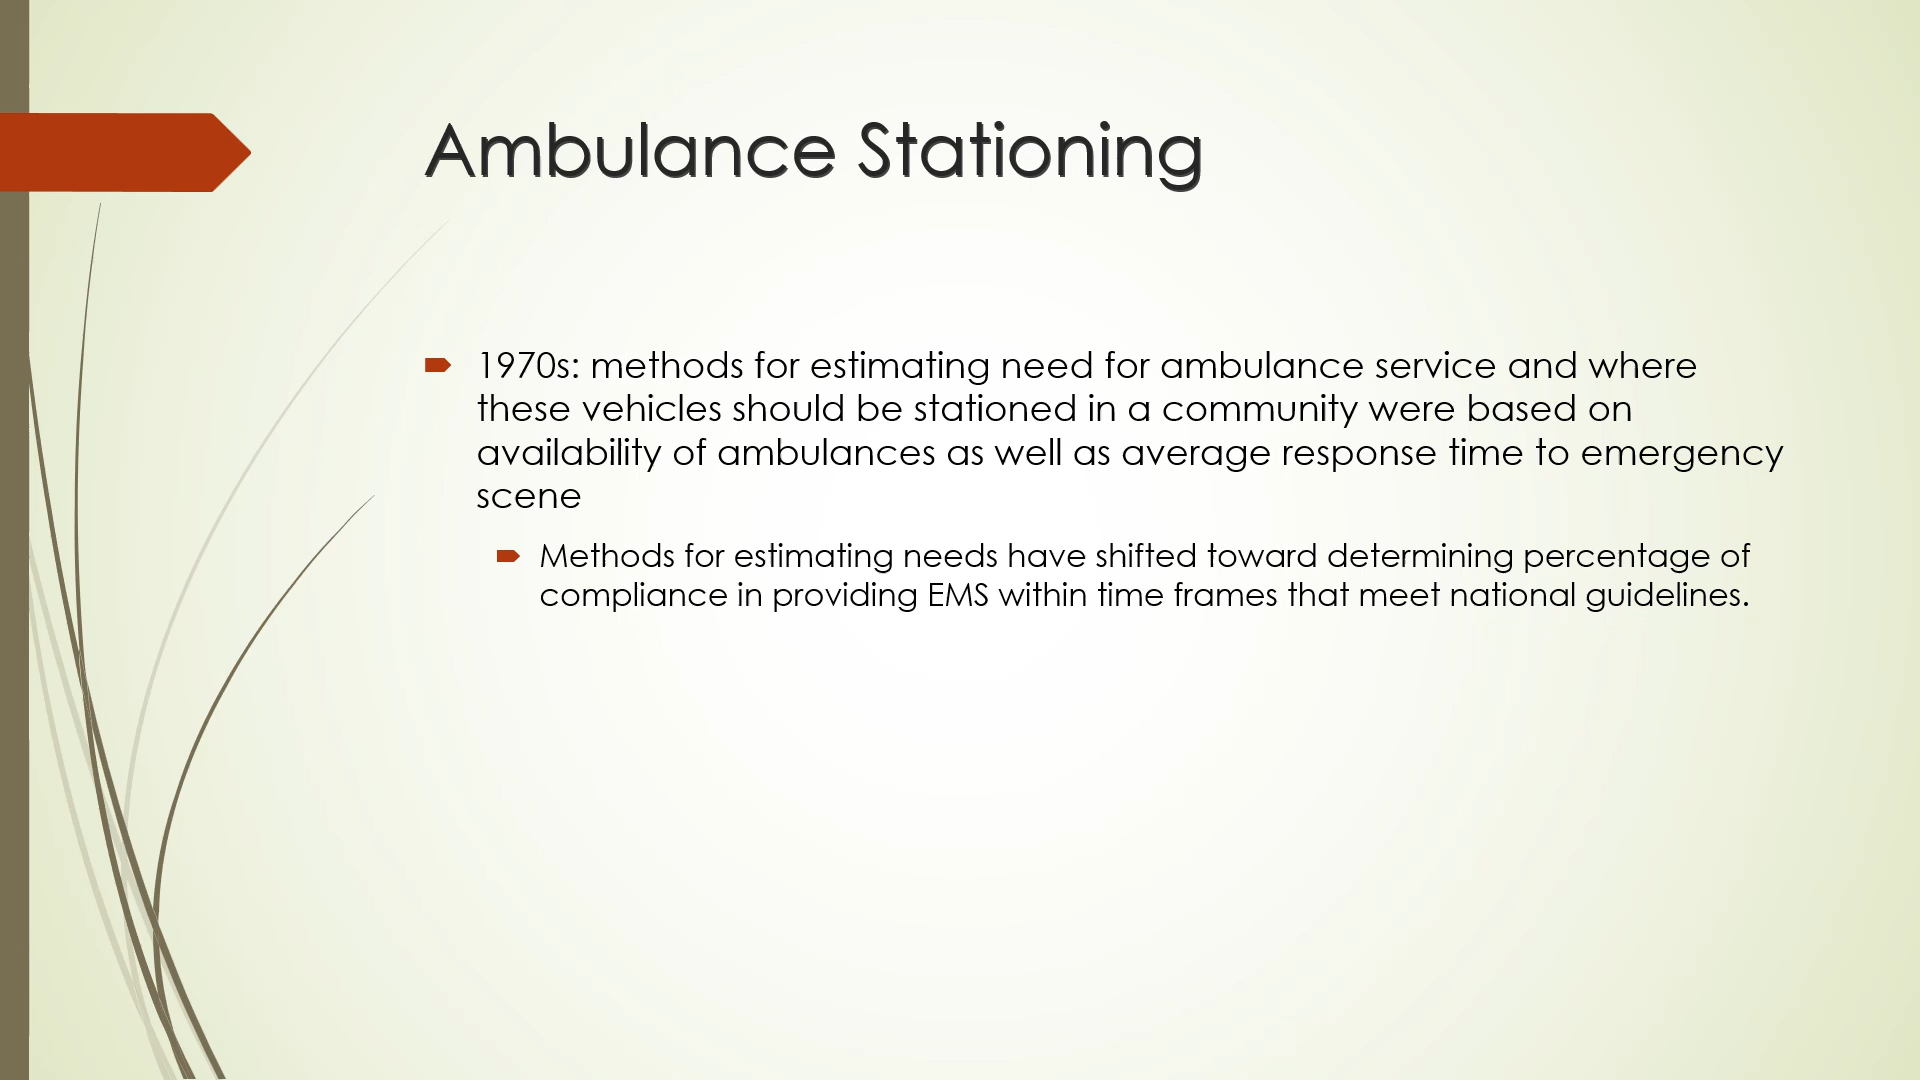 Ambulance Stationing
1970s: methods for estimating need for ambulance service and where
these vehicles should be stationed in a community were based on
availability of ambulances as well as average response time to emergency
scene
Methods for estimating needs have shifted toward determining percentage of
compliance in providing EMS within time frames that meet national guidelines.